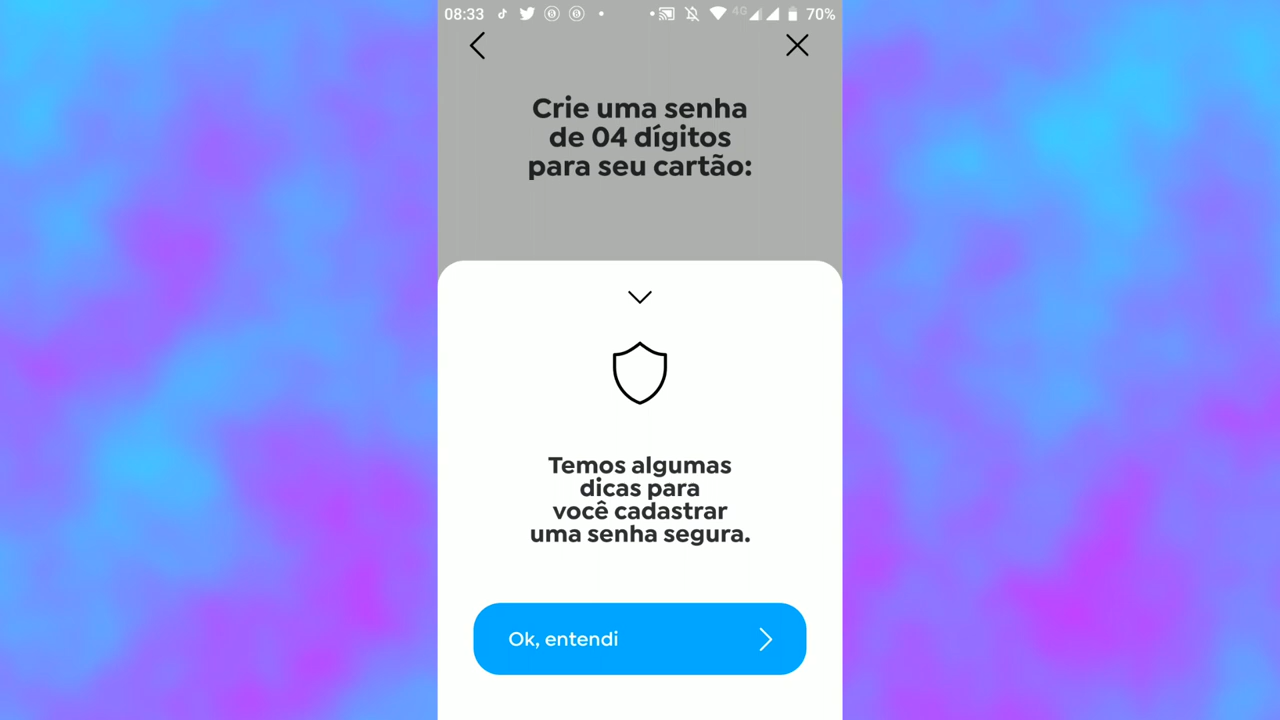 08:33 4G 70%
Crie uma senha
de 04 dígitos
para seu cartão:
Temos algumas
dicas para
você cadastrar
uma senha segura.
Ok, entendi